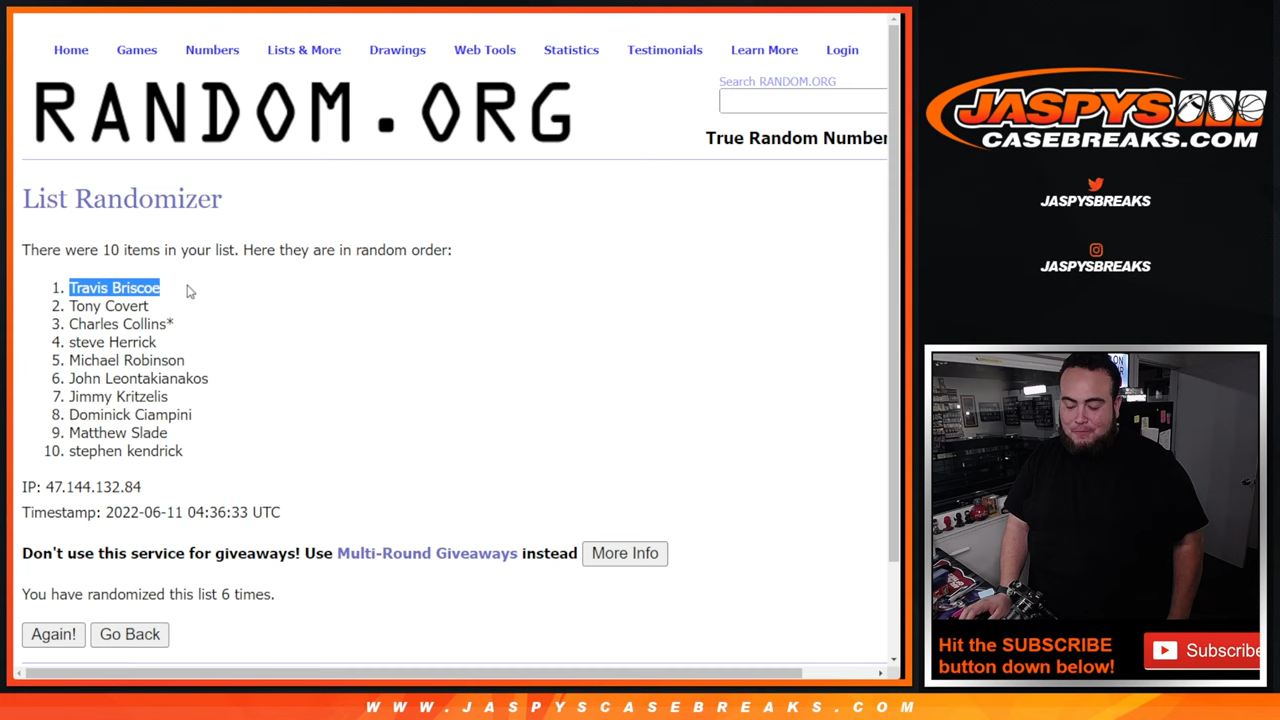 Home Games Numbers Lists & More Drawings Web Tools Statistics Testimonials Learn More Login
RANDOM.ORG
Search RANDOM.ORG
True Random Number
List Randomizer
There were 10 items in your list. Here they are in random order:
1. Travis Briscoe
2. Tony Covert
3. Charles Collins*
4. steve Herrick
5. Michael Robinson
6. John Leontakianakos
7. Jimmy Kritzelis
8. Dominick Ciampini
9. Matthew Slade
10. stephen kendrick
IP: 47.144.132.84
Timestamp: 2022-06-11 04:36:33 UTC
Don't use this service for giveaways! Use Multi-Round Giveaways instead More Info
You have randomized this list 6 times.
Again! Go Back
JASPYS
CASEBREAKS.COM
JASPYSBREAKS
JASPYSBREAKS
Hit the SUBSCRIBE
button down below!
Subscribe
WWW.JASPYSCASEBREAKS.COM